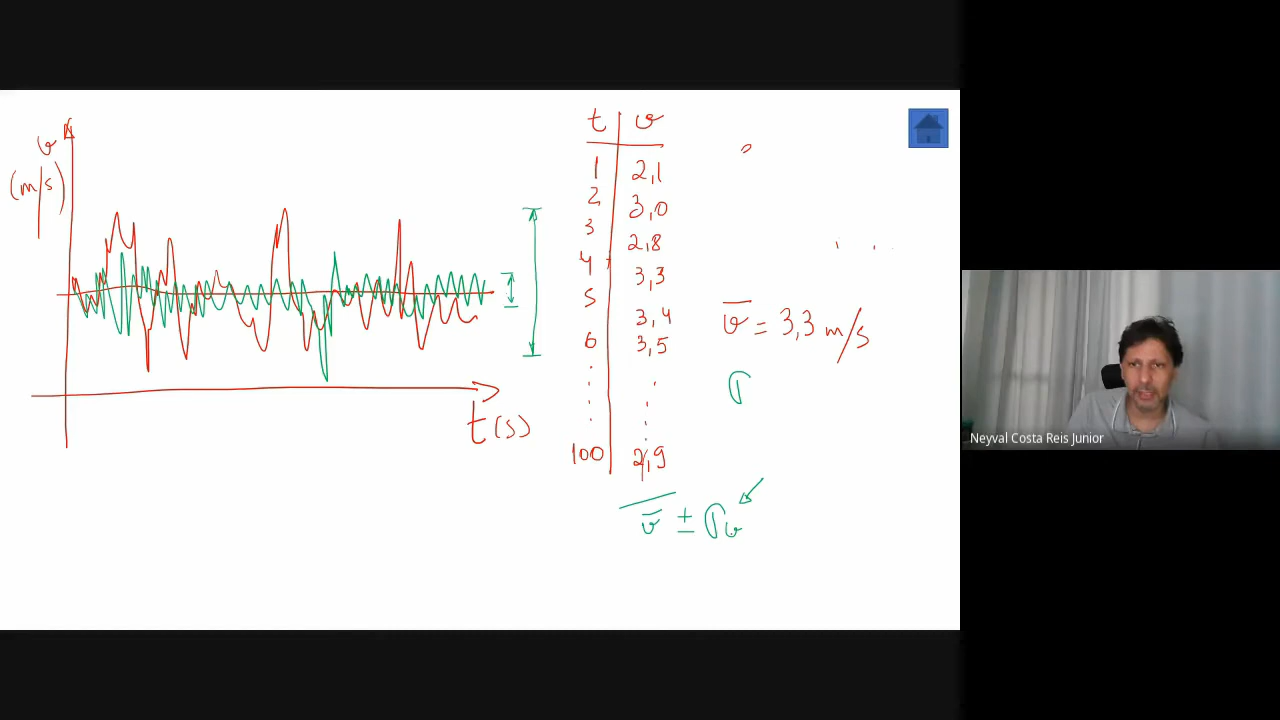 v
(m/s)
t(s)
t v
1 2,1
2 3,0
3 2,8
4 3,3
5 3,4
6 3,5
100 2,9
v̄ = 3,3 m/s
σ
v̄ ± σv
Neyval Costa Reis Junior